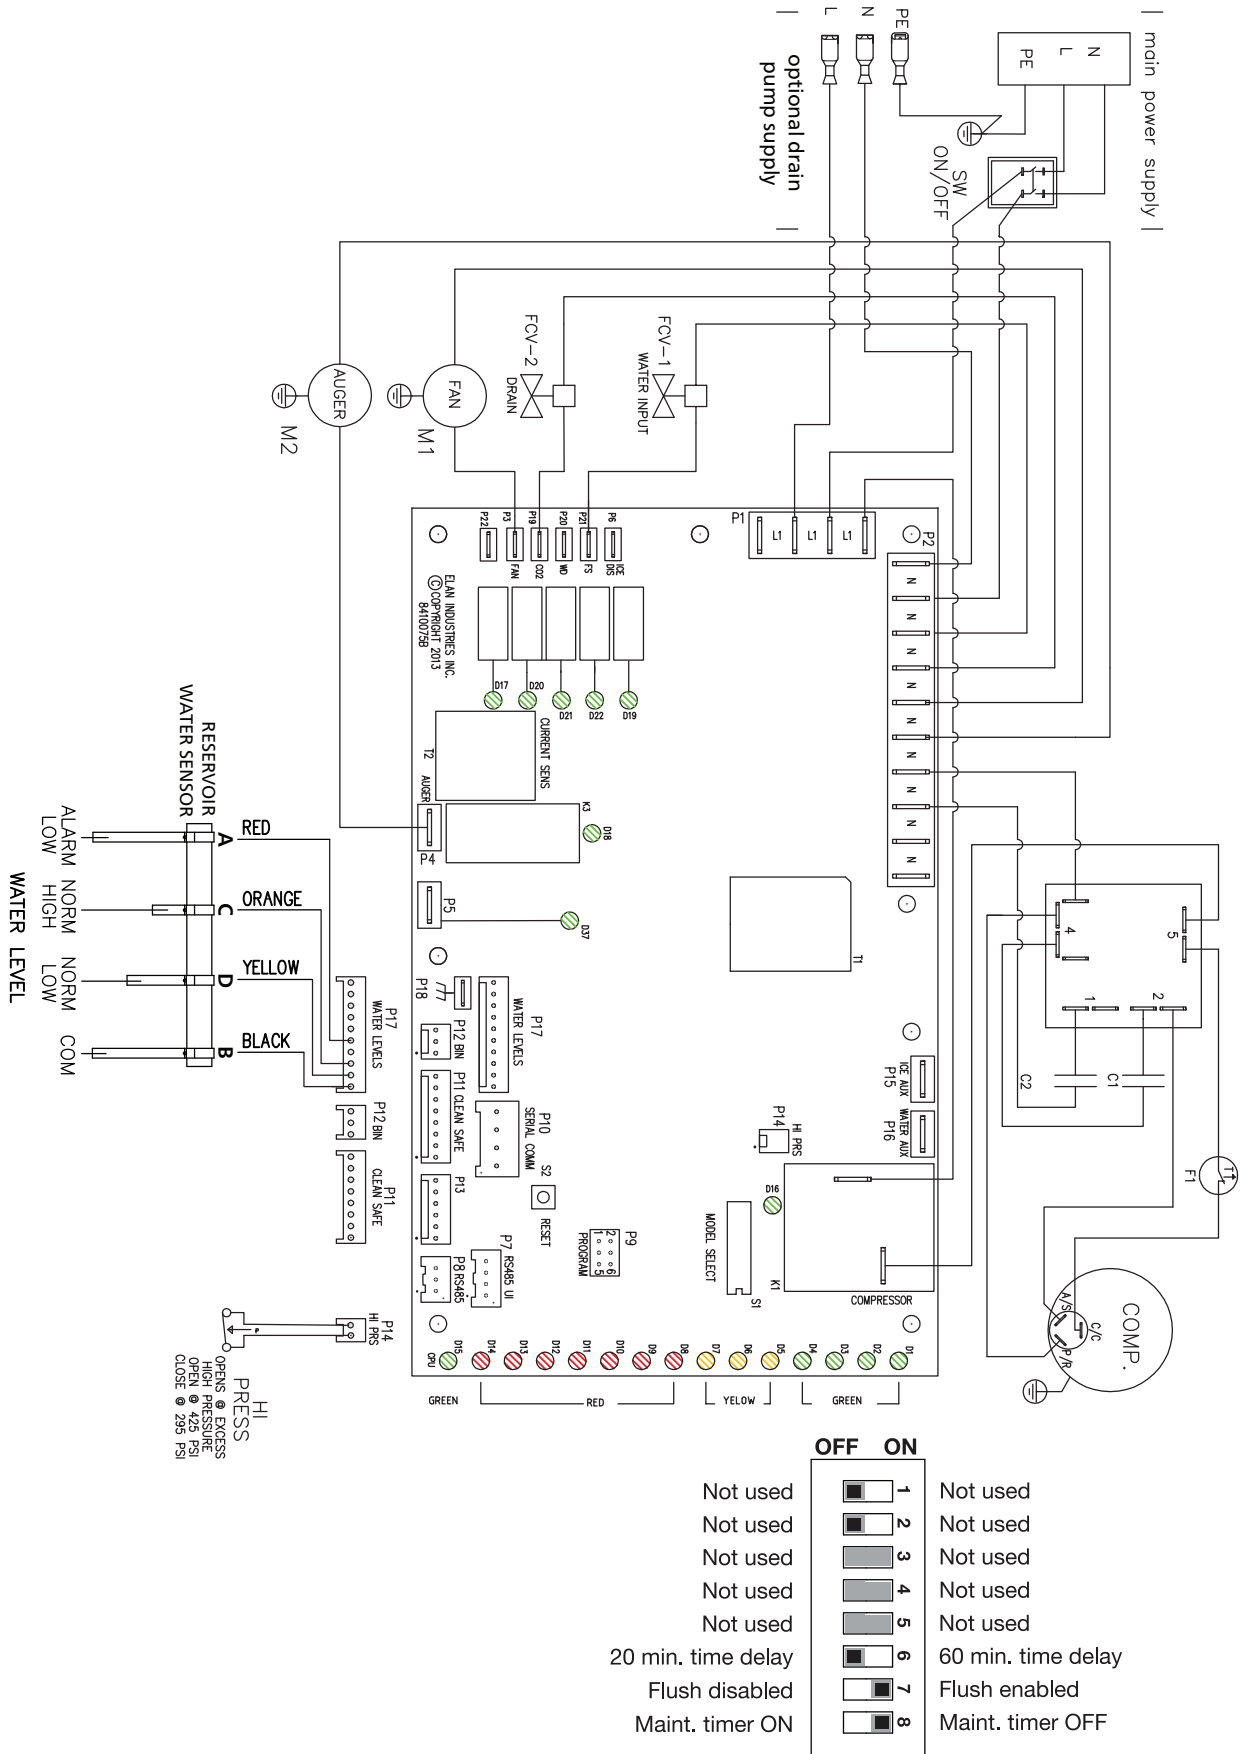 main power supply
N
L
PE
SW
ON/OFF
PE
N
L
optional drain
pump supply
FCV-1
WATER INPUT
FCV-2
DRAIN
FAN
M1
AUGER
M2
P1
L1
L1
L1
P2
N
N
N
N
N
N
N
N
N
P6
ICE
DIS
P21
FS
P20
WD
P19
CO2
P3
FAN
P22
ELAN INDUSTRIES INC.
© COPYRIGHT 2013
8410075B
D17
D20
D21
D22
D19
CURRENT SENS
T2
AUGER
P4
K3
D18
P5
D37
T1
P18
P17
WATER LEVELS
P12 BIN
P11 CLEAN SAFE
P10
SERIAL COMM
P13
S2
RESET
P7 RS485 UI
P8 RS485
P9
PROGRAM
2
1
6
5
P15
ICE AUX
P16
WATER AUX
P14
HI PRS
D16
MODEL SELECT
S1
K1
COMPRESSOR
CPU
D15
D14
D13
D12
D11
D10
D9
D8
D7
D6
D5
D4
D3
D2
D1
GREEN
RED
YELOW
GREEN
5
4
1
2
C2
C1
F1
T1
COMP.
A/S
C/C
P/R
RESERVOIR
WATER SENSOR
A
RED
C
ORANGE
D
YELLOW
B
BLACK
ALARM
LOW
NORM
HIGH
NORM
LOW
COM
WATER LEVEL
P17
WATER LEVELS
P12 BIN
P11
CLEAN SAFE
P14
HI PRS
P
HI
PRESS
OPENS @ EXCESS
HIGH PRESSURE
OPEN @ 425 PSI
CLOSE @ 295 PSI
OFF ON
Not used 1 Not used
Not used 2 Not used
Not used 3 Not used
Not used 4 Not used
Not used 5 Not used
20 min. time delay 6 60 min. time delay
Flush disabled 7 Flush enabled
Maint. timer ON 8 Maint. timer OFF